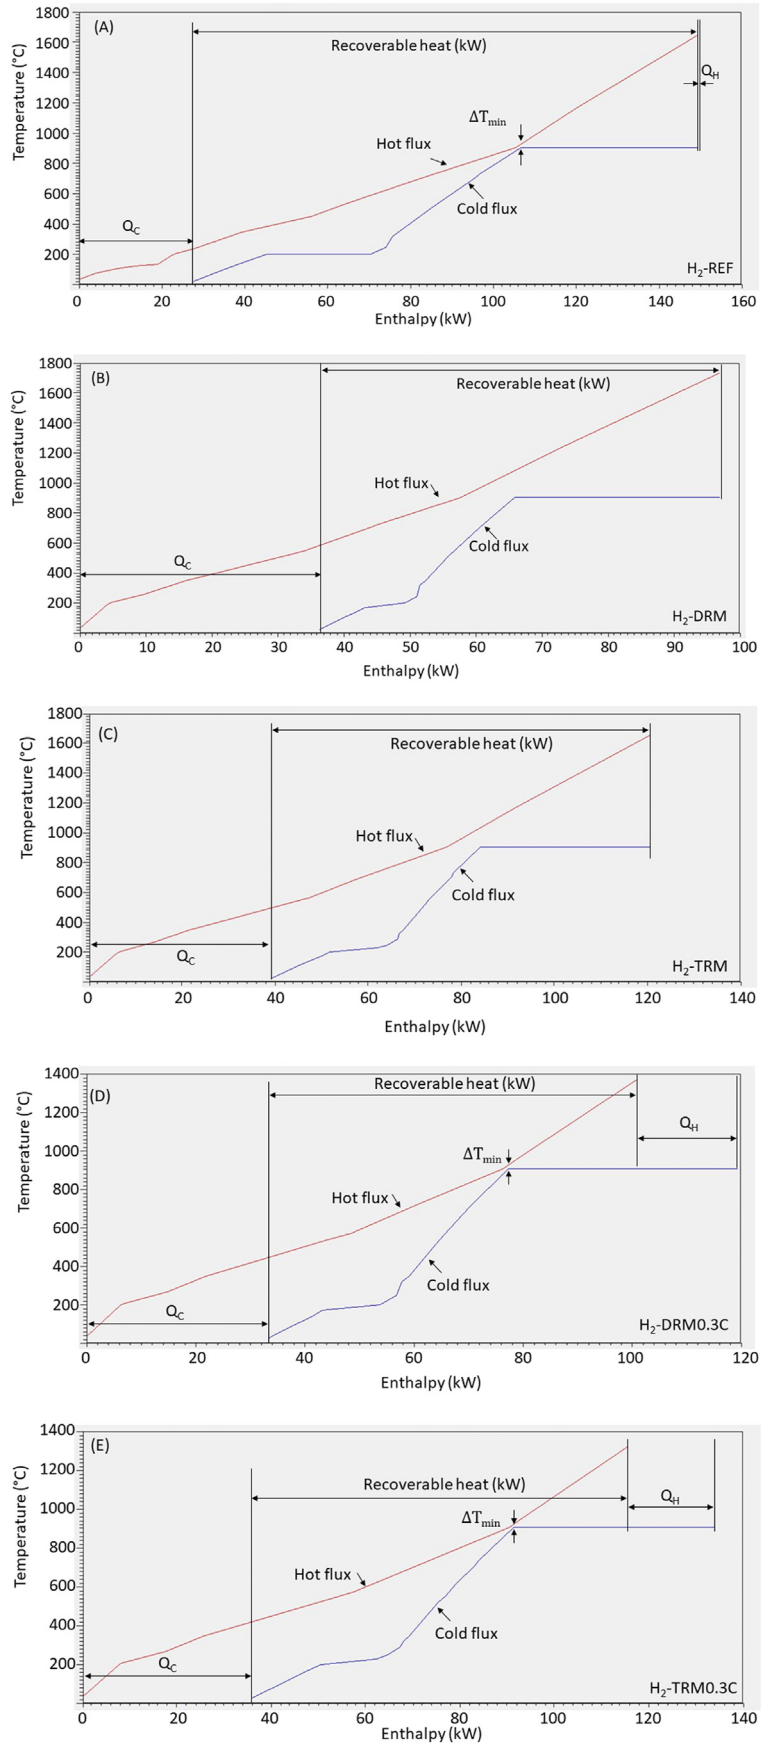 (A)
Temperature (°C)
1800
1600
1400
1200
1000
800
600
400
200
Recoverable heat (kW)
Q_H
ΔT_min
Hot flux
Cold flux
Q_C
H₂-REF
0 20 40 60 80 100 120 140 160
Enthalpy (kW)
(B)
Temperature (°C)
1800
1600
1400
1200
1000
800
600
400
200
Recoverable heat (kW)
Hot flux
Cold flux
Q_C
H₂-DRM
0 10 20 30 40 50 60 70 80 90 100
Enthalpy (kW)
(C)
Temperature (°C)
1800
1600
1400
1200
1000
800
600
400
200
Recoverable heat (kW)
Hot flux
Cold flux
Q_C
H₂-TRM
0 20 40 60 80 100 120 140
Enthalpy (kW)
(D)
Temperature (°C)
1400
1200
1000
800
600
400
200
Recoverable heat (kW)
Q_H
ΔT_min
Hot flux
Cold flux
Q_C
H₂-DRM0.3C
0 20 40 60 80 100 120
Enthalpy (kW)
(E)
Temperature (°C)
1400
1200
1000
800
600
400
200
Recoverable heat (kW)
Q_H
ΔT_min
Hot flux
Cold flux
Q_C
H₂-TRM0.3C
0 20 40 60 80 100 120 140
Enthalpy (kW)